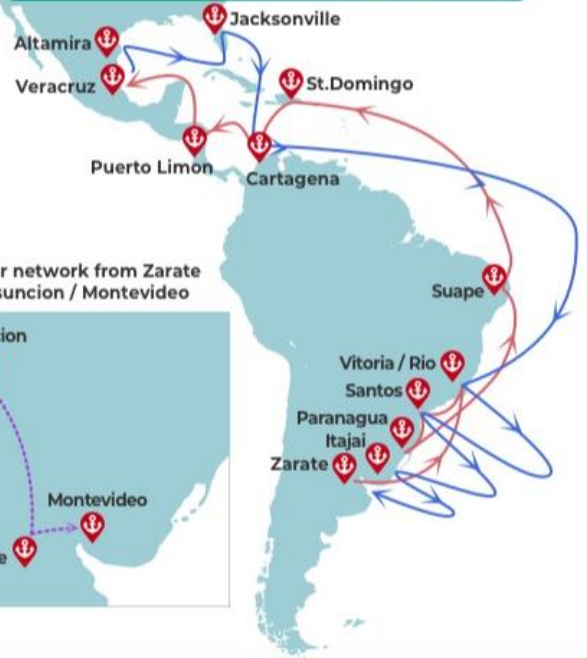 Jacksonville
Altamira
Veracruz
St.Domingo
Puerto Limon
Cartagena
r network from Zarate
suncion / Montevideo
Suape
ion
Vitoria / Rio
Santos
Paranagua
Itajai
Zarate
Montevideo
e